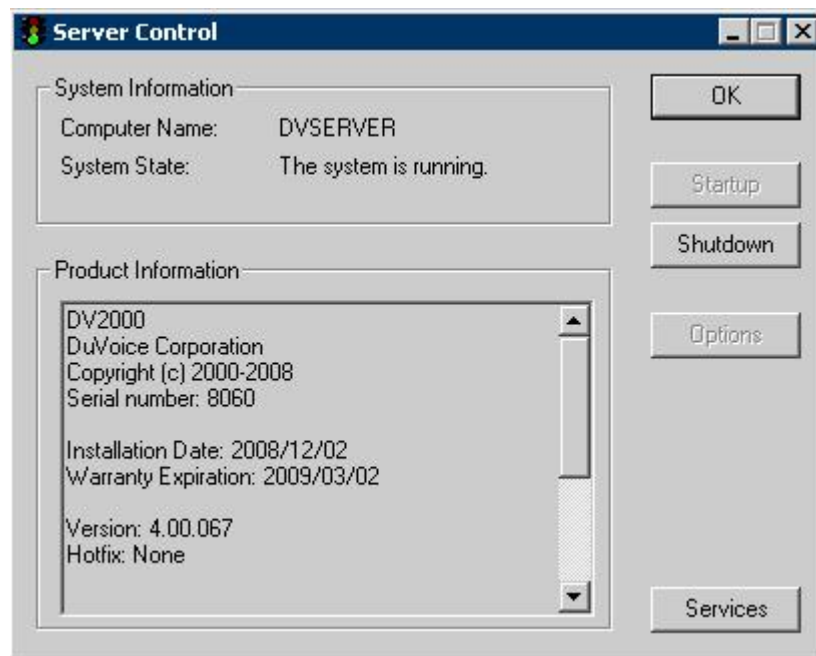 Server Control
System Information
Computer Name: DVSERVER
System State: The system is running.
OK
Startup
Shutdown
Product Information
DV2000
DuVoice Corporation
Copyright (c) 2000-2008
Serial number: 8060
Installation Date: 2008/12/02
Warranty Expiration: 2009/03/02
Version: 4.00.067
Hotfix: None
Options
Services